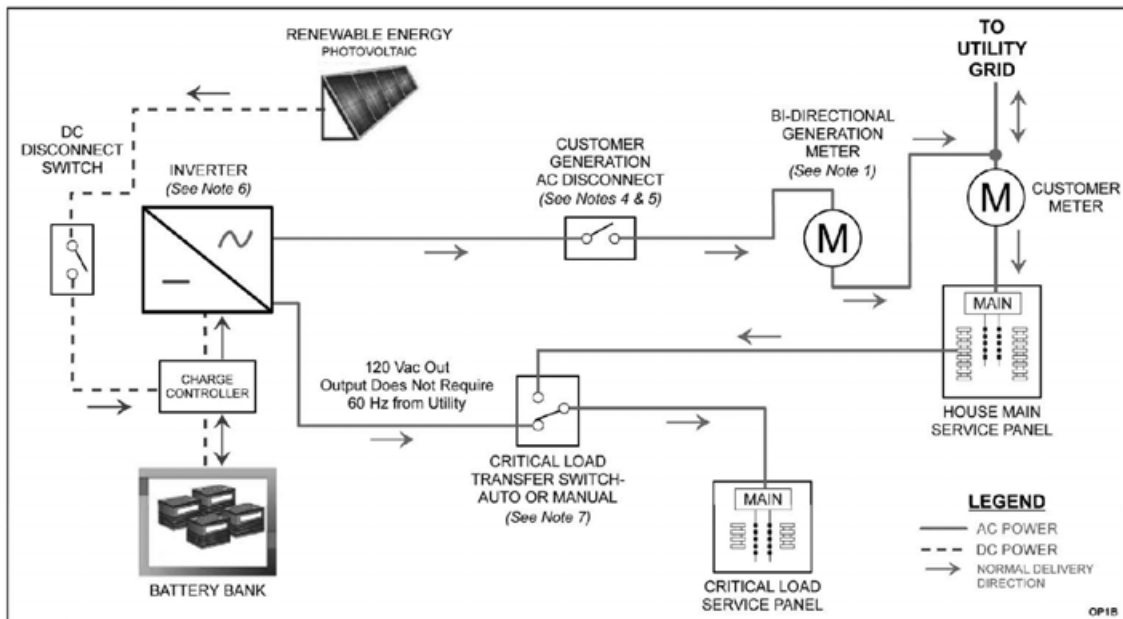 RENEWABLE ENERGY
PHOTOVOLTAIC
TO
UTILITY
GRID
DC
DISCONNECT
SWITCH
INVERTER
(See Note 6)
CUSTOMER
GENERATION
AC DISCONNECT
(See Notes 4 & 5)
BI-DIRECTIONAL
GENERATION
METER
(See Note 1)
M
CUSTOMER
METER
M
MAIN
HOUSE MAIN
SERVICE PANEL
CHARGE
CONTROLLER
120 Vac Out
Output Does Not Require
60 Hz from Utility
CRITICAL LOAD
TRANSFER SWITCH-
AUTO OR MANUAL
(See Note 7)
BATTERY BANK
MAIN
CRITICAL LOAD
SERVICE PANEL
LEGEND
AC POWER
DC POWER
NORMAL DELIVERY
DIRECTION
OP1B